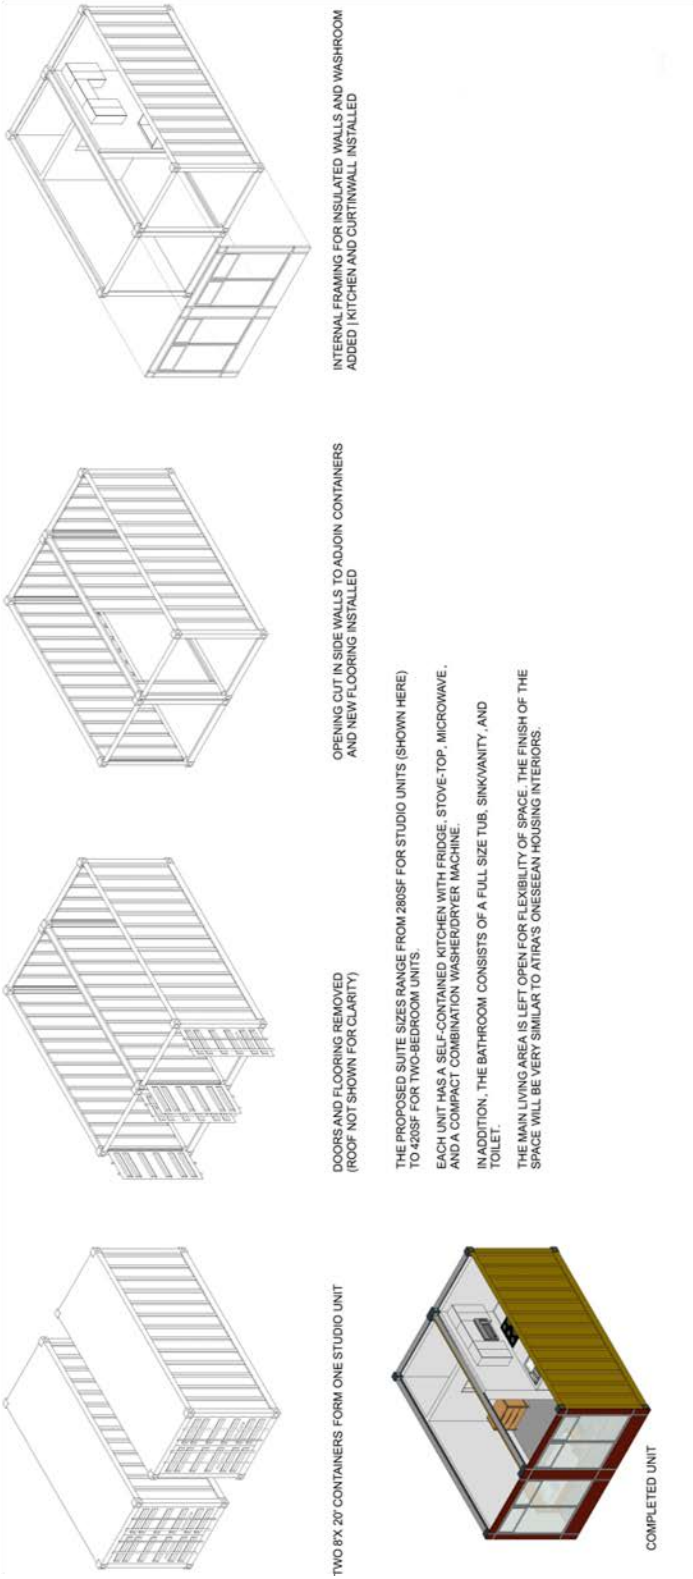 TWO 8'X 20' CONTAINERS FORM ONE STUDIO UNIT
DOORS AND FLOORING REMOVED
(ROOF NOT SHOWN FOR CLARITY)
OPENING CUT IN SIDE WALLS TO ADJOIN CONTAINERS
AND NEW FLOORING INSTALLED
INTERNAL FRAMING FOR INSULATED WALLS AND WASHROOM
ADDED | KITCHEN AND CURTINWALL INSTALLED
COMPLETED UNIT
THE PROPOSED SUITE SIZES RANGE FROM 280SF FOR STUDIO UNITS (SHOWN HERE)
TO 420SF FOR TWO-BEDROOM UNITS.
EACH UNIT HAS A SELF-CONTAINED KITCHEN WITH FRIDGE, STOVE-TOP, MICROWAVE,
AND A COMPACT COMBINATION WASHER/DRYER MACHINE.
IN ADDITION, THE BATHROOM CONSISTS OF A FULL SIZE TUB, SINK/VANITY, AND
TOILET.
THE MAIN LIVING AREA IS LEFT OPEN FOR FLEXIBILITY OF SPACE. THE FINISH OF THE
SPACE WILL BE VERY SIMILAR TO ATIRA'S ONESEEAN HOUSING INTERIORS.